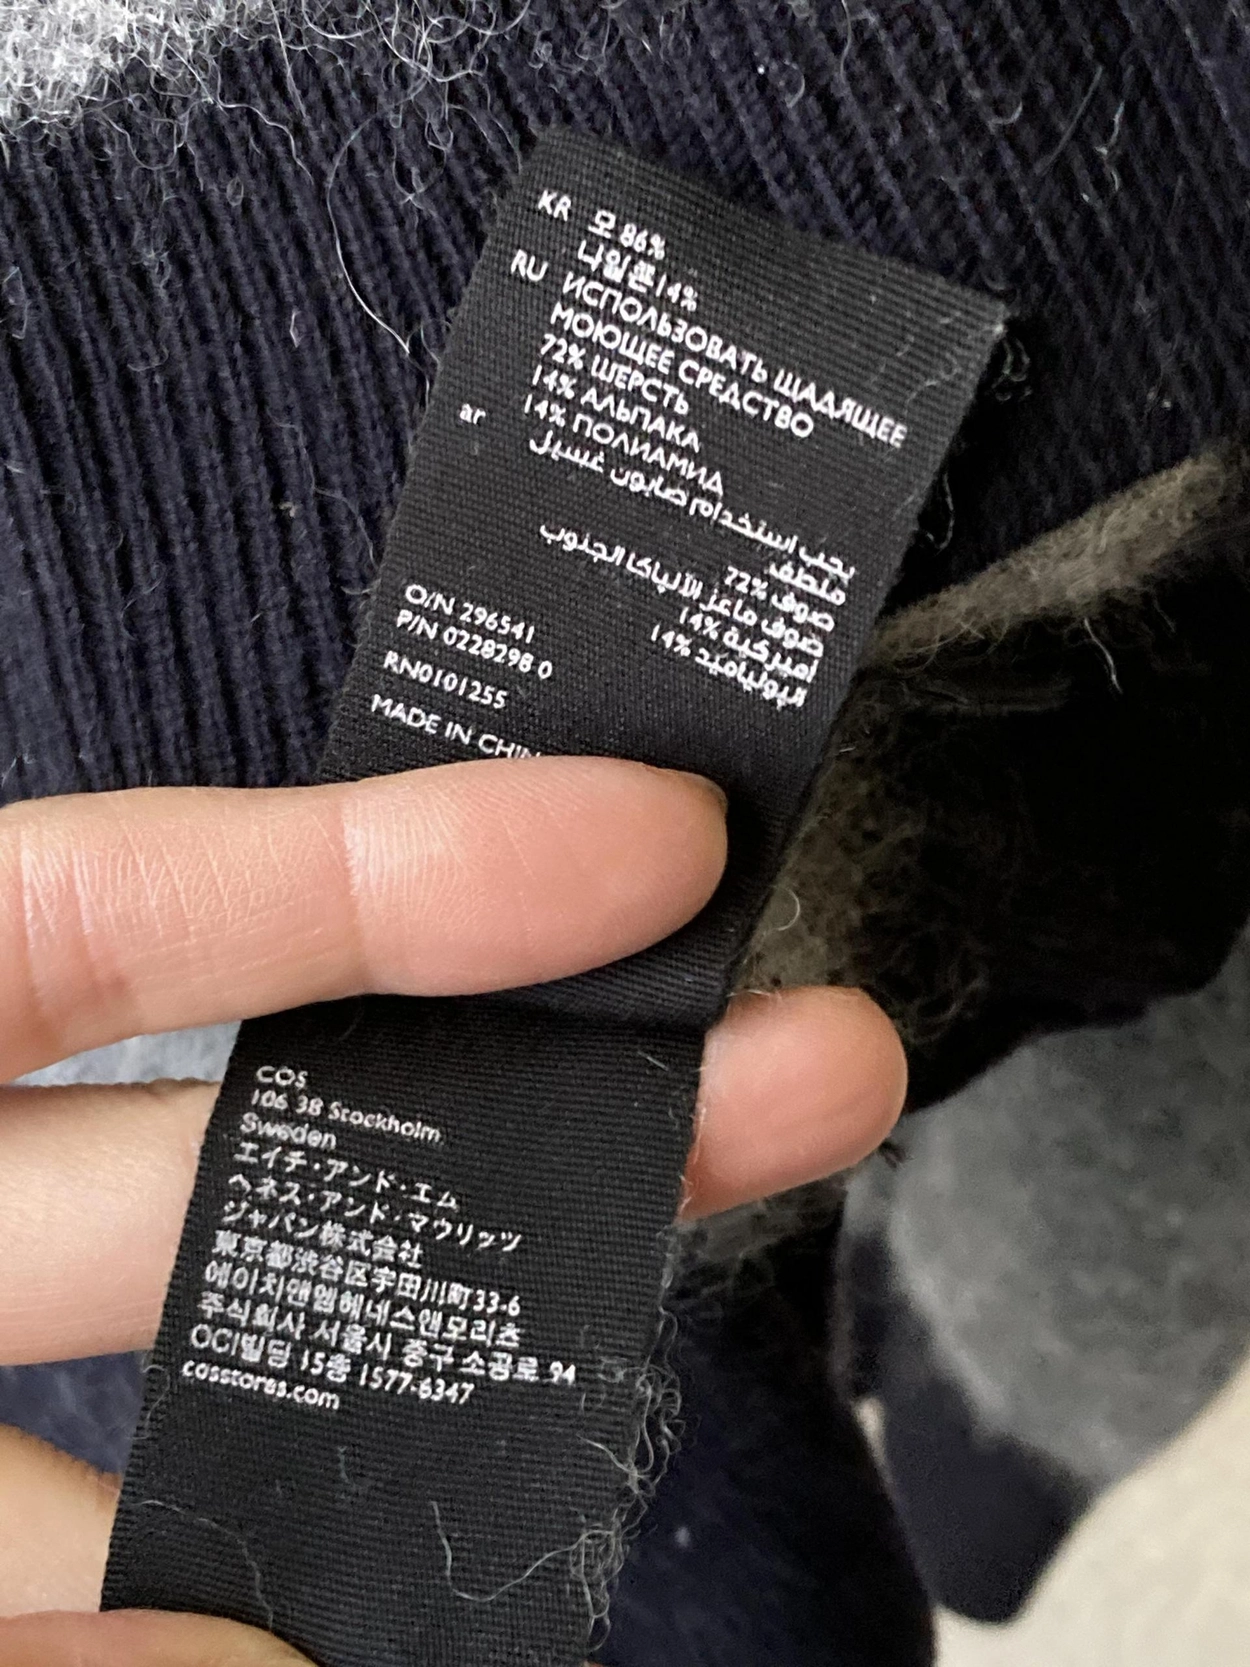 KR 모 86%
나일론 14%
RU ИСПОЛЬЗОВАТЬ ЩАДЯЩЕЕ
МОЮЩЕЕ СРЕДСТВО
72% ШЕРСТЬ
14% АЛЬПАКА
14% ПОЛИАМИД
ar يجب استخدام صابون غسيل
ملطف
صوف 72%
صوف ماعز الألباكا الجنوب
أميركية 14%
البولياميد 14%
O/N 296541
P/N 0228298 0
RN0101255
MADE IN CHIN
COS
106 38 Stockholm
Sweden
エイチ・アンド・エム
ヘネス・アンド・マウリッツ
ジャパン株式会社
東京都渋谷区宇田川町33-6
에이치앤엠헤네스앤모리츠
주식회사 서울시 중구 소공로 94
OCI빌딩 15층 1577-6347
cosstores.com